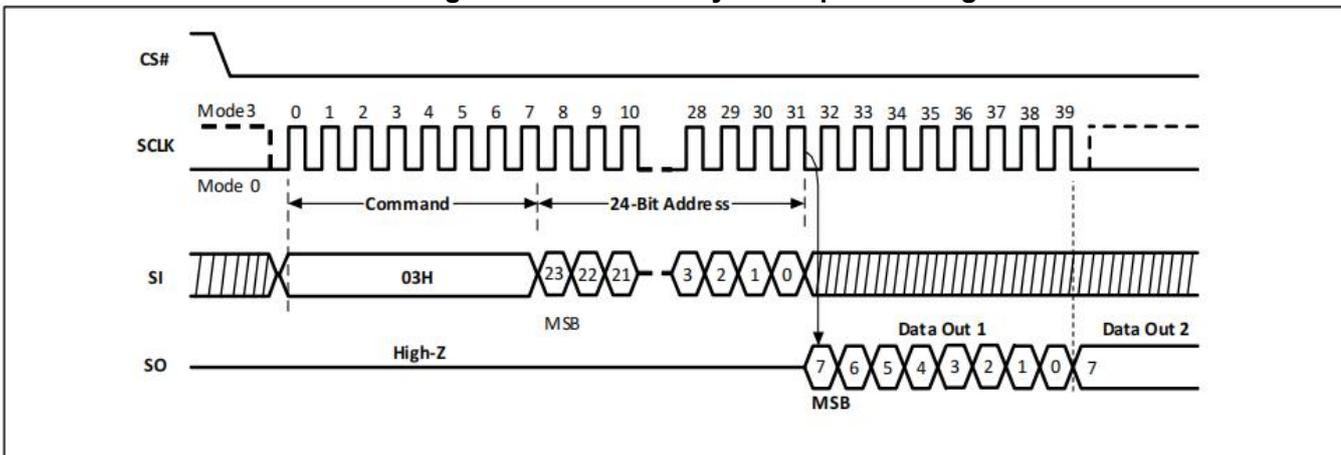 CS#
Mode3 0 1 2 3 4 5 6 7 8 9 10 28 29 30 31 32 33 34 35 36 37 38 39
SCLK
Mode 0
Command 24-Bit Address
SI 03H 23 22 21 3 2 1 0
MSB
High-Z Data Out 1 Data Out 2
SO 7 6 5 4 3 2 1 0 7
MSB